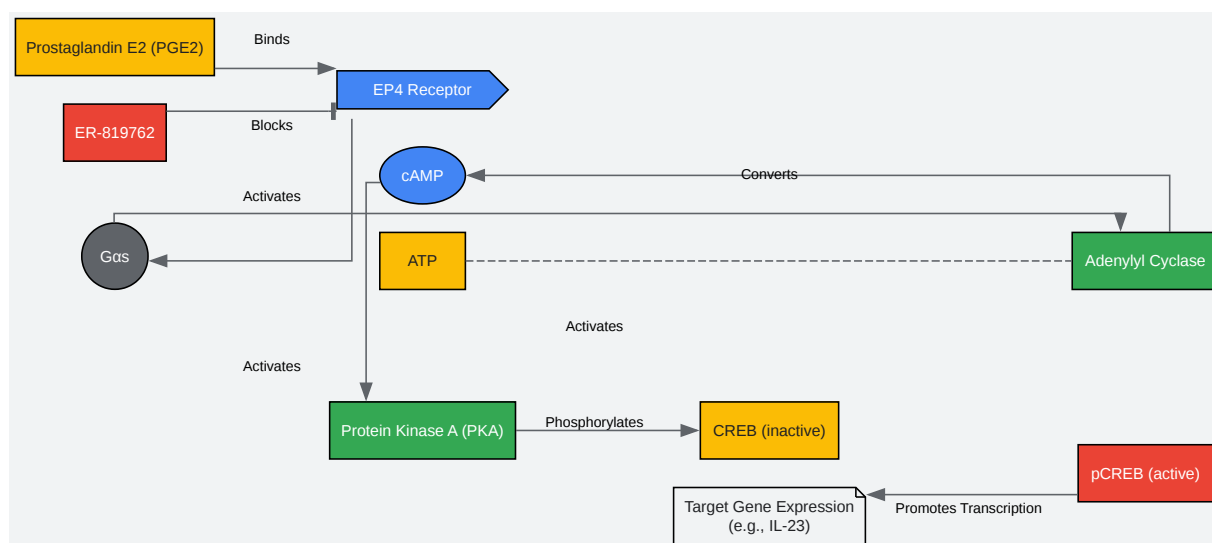 Prostaglandin E2 (PGE2)
Binds
EP4 Receptor
ER-819762
Blocks
cAMP
Converts
Activates
Gαs
ATP
Adenylyl Cyclase
Activates
Activates
Protein Kinase A (PKA)
Phosphorylates
CREB (inactive)
pCREB (active)
Target Gene Expression
(e.g., IL-23)
Promotes Transcription